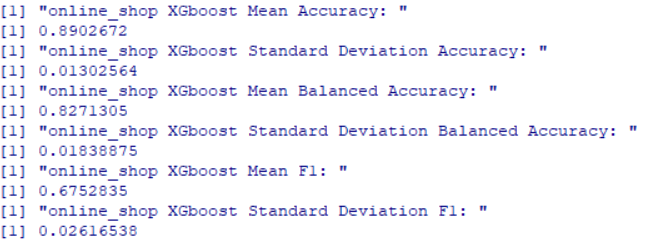 [1] "online_shop XGboost Mean Accuracy: "
[1] 0.8902672
[1] "online_shop XGboost Standard Deviation Accuracy: "
[1] 0.01302564
[1] "online_shop XGboost Mean Balanced Accuracy: "
[1] 0.8271305
[1] "online_shop XGboost Standard Deviation Balanced Accuracy: "
[1] 0.01838875
[1] "online_shop XGboost Mean F1: "
[1] 0.6752835
[1] "online_shop XGboost Standard Deviation F1: "
[1] 0.02616538